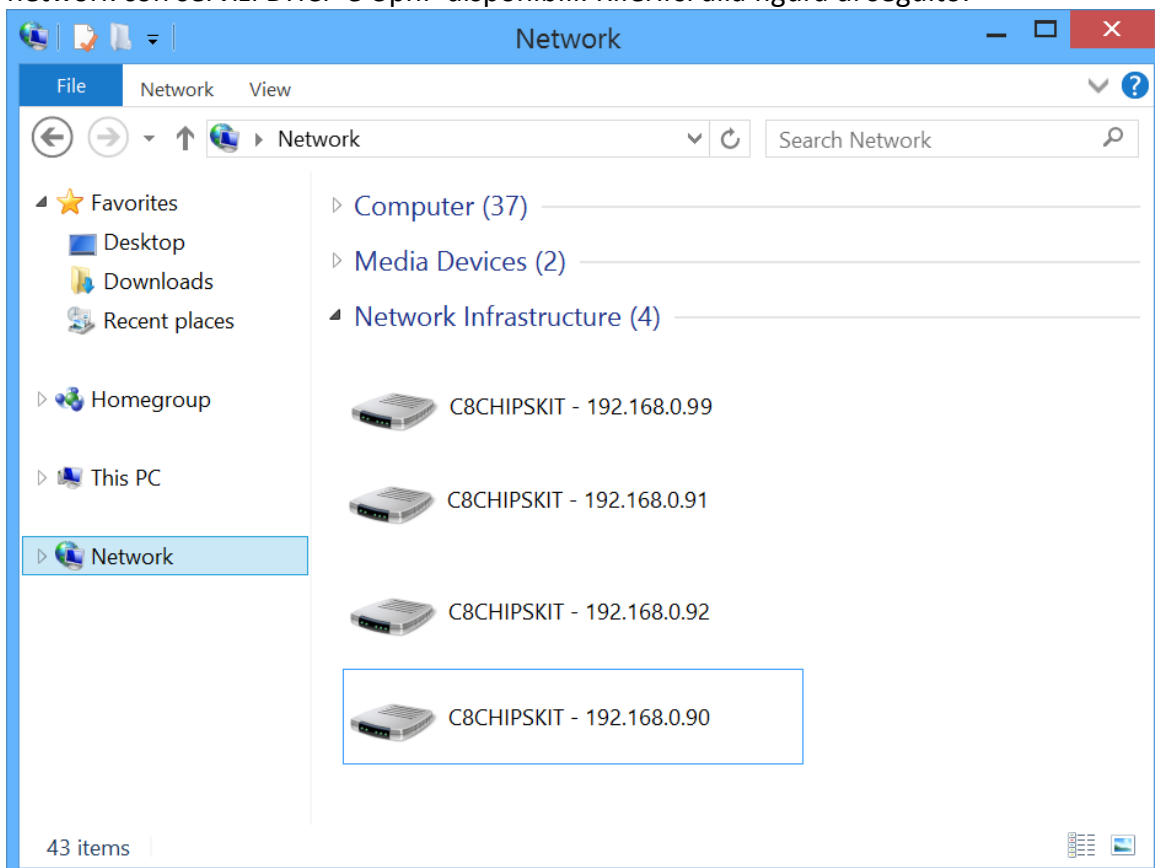 Network
File Network View
Network
Search Network
Favorites
Desktop
Downloads
Recent places
Homegroup
This PC
Network
Computer (37)
Media Devices (2)
Network Infrastructure (4)
C8CHIPSKIT - 192.168.0.99
C8CHIPSKIT - 192.168.0.91
C8CHIPSKIT - 192.168.0.92
C8CHIPSKIT - 192.168.0.90
43 items